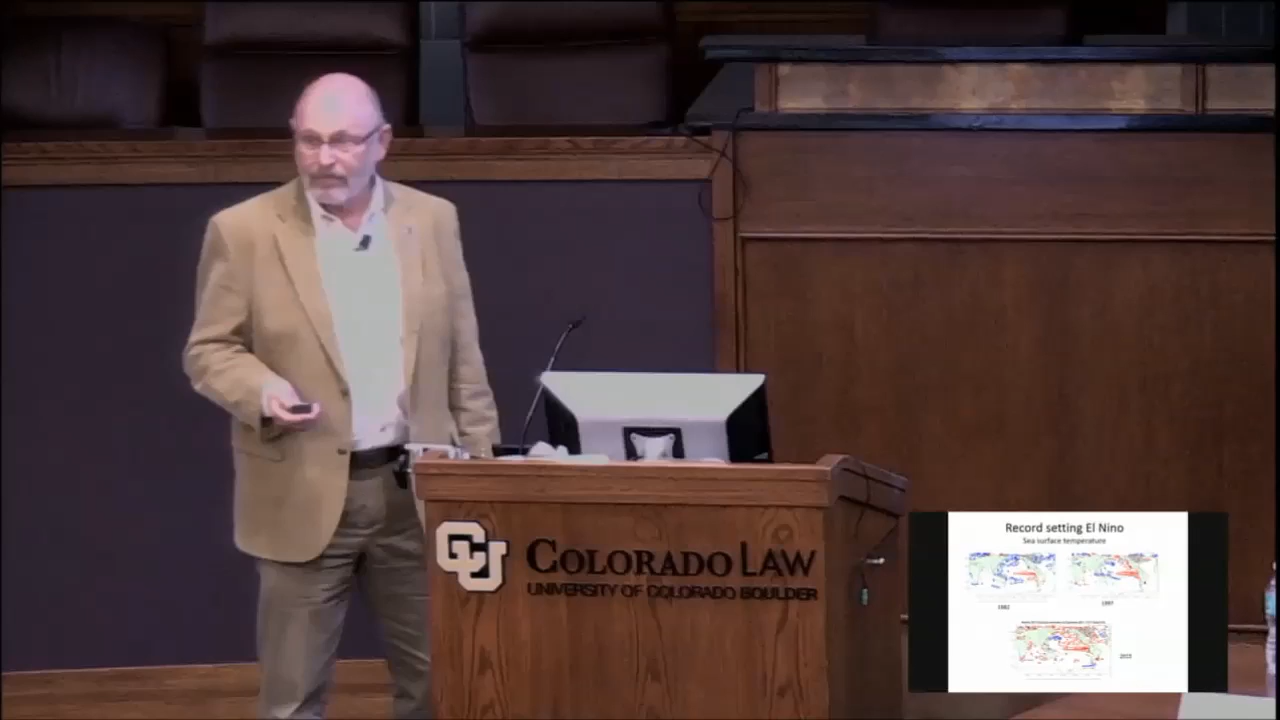 CU COLORADO LAW
UNIVERSITY OF COLORADO BOULDER
Record setting El Nino
Sea surface temperature
1982
1997
2015